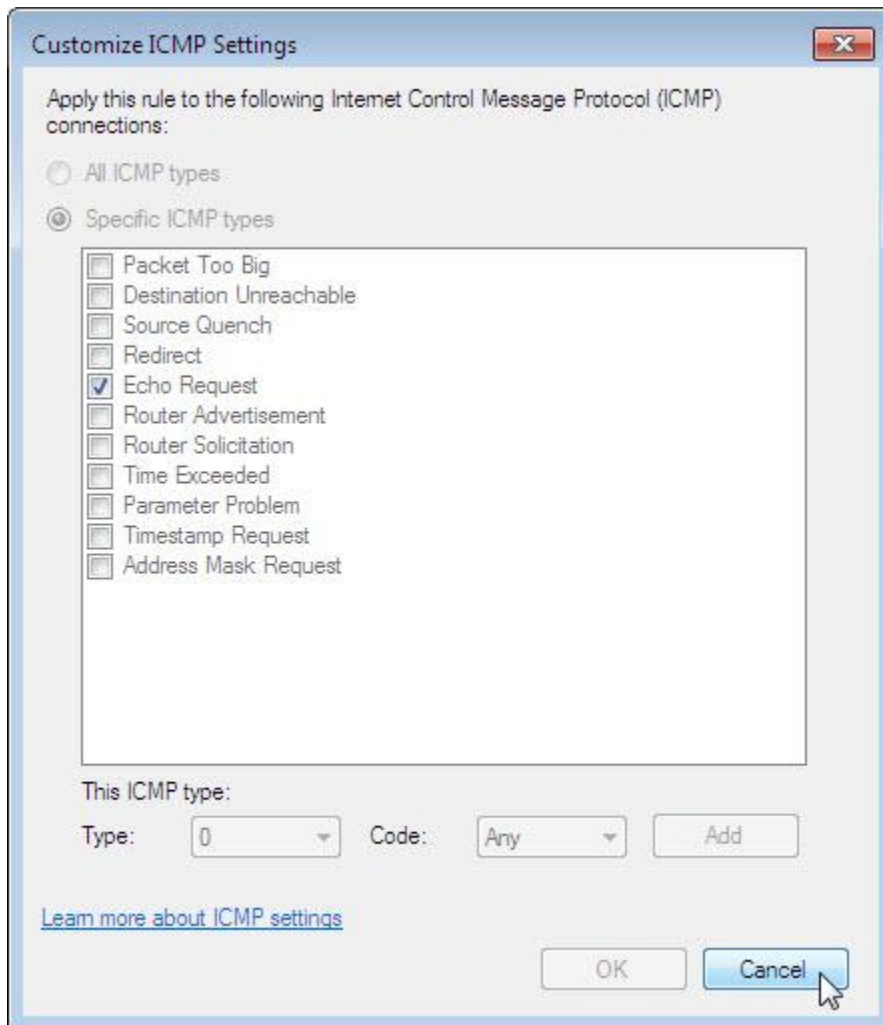 Customize ICMP Settings
Apply this rule to the following Internet Control Message Protocol (ICMP)
connections:
All ICMP types
Specific ICMP types
Packet Too Big
Destination Unreachable
Source Quench
Redirect
Echo Request
Router Advertisement
Router Solicitation
Time Exceeded
Parameter Problem
Timestamp Request
Address Mask Request
This ICMP type:
Type: 0 Code: Any Add
Learn more about ICMP settings
OK Cancel